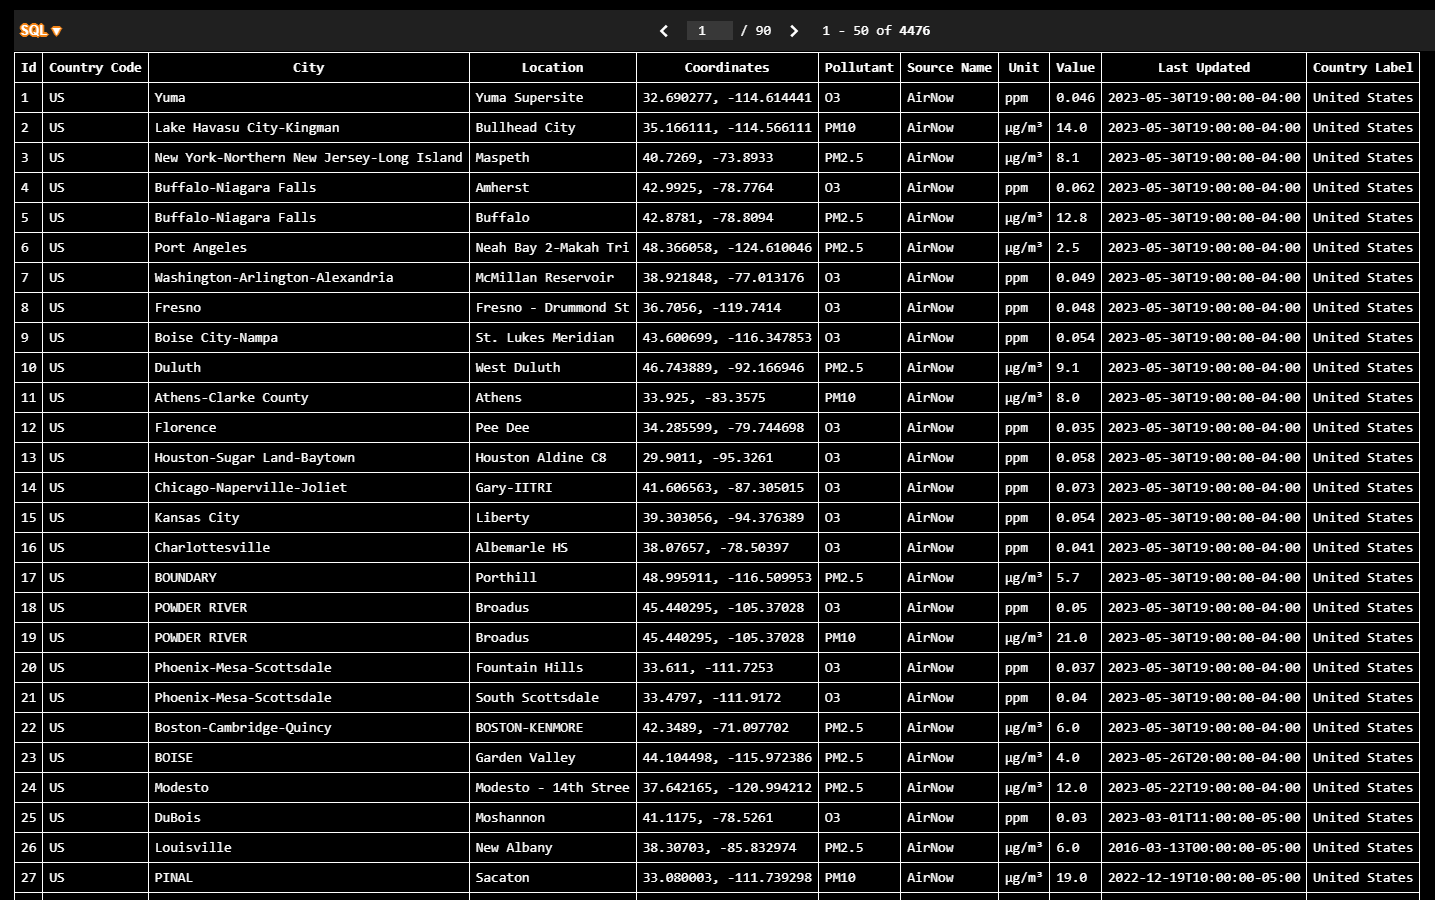 SQL ▼
1 / 90 1 - 50 of 4476
Id Country Code City Location Coordinates Pollutant Source Name Unit Value Last Updated Country Label
1 US Yuma Yuma Supersite 32.690277, -114.614441 O3 AirNow ppm 0.046 2023-05-30T19:00:00-04:00 United States
2 US Lake Havasu City-Kingman Bullhead City 35.166111, -114.566111 PM10 AirNow µg/m³ 14.0 2023-05-30T19:00:00-04:00 United States
3 US New York-Northern New Jersey-Long Island Maspeth 40.7269, -73.8933 PM2.5 AirNow µg/m³ 8.1 2023-05-30T19:00:00-04:00 United States
4 US Buffalo-Niagara Falls Amherst 42.9925, -78.7764 O3 AirNow ppm 0.062 2023-05-30T19:00:00-04:00 United States
5 US Buffalo-Niagara Falls Buffalo 42.8781, -78.8094 PM2.5 AirNow µg/m³ 12.8 2023-05-30T19:00:00-04:00 United States
6 US Port Angeles Neah Bay 2-Makah Tri 48.366058, -124.610046 PM2.5 AirNow µg/m³ 2.5 2023-05-30T19:00:00-04:00 United States
7 US Washington-Arlington-Alexandria McMillan Reservoir 38.921848, -77.013176 O3 AirNow ppm 0.049 2023-05-30T19:00:00-04:00 United States
8 US Fresno Fresno - Drummond St 36.7056, -119.7414 O3 AirNow ppm 0.048 2023-05-30T19:00:00-04:00 United States
9 US Boise City-Nampa St. Lukes Meridian 43.600699, -116.347853 O3 AirNow ppm 0.054 2023-05-30T19:00:00-04:00 United States
10 US Duluth West Duluth 46.743889, -92.166946 PM2.5 AirNow µg/m³ 9.1 2023-05-30T19:00:00-04:00 United States
11 US Athens-Clarke County Athens 33.925, -83.3575 PM10 AirNow µg/m³ 8.0 2023-05-30T19:00:00-04:00 United States
12 US Florence Pee Dee 34.285599, -79.744698 O3 AirNow ppm 0.035 2023-05-30T19:00:00-04:00 United States
13 US Houston-Sugar Land-Baytown Houston Aldine C8 29.9011, -95.3261 O3 AirNow ppm 0.058 2023-05-30T19:00:00-04:00 United States
14 US Chicago-Naperville-Joliet Gary-IITRI 41.606563, -87.305015 O3 AirNow ppm 0.073 2023-05-30T19:00:00-04:00 United States
15 US Kansas City Liberty 39.303056, -94.376389 O3 AirNow ppm 0.054 2023-05-30T19:00:00-04:00 United States
16 US Charlottesville Albemarle HS 38.07657, -78.50397 O3 AirNow ppm 0.041 2023-05-30T19:00:00-04:00 United States
17 US BOUNDARY Porthill 48.995911, -116.509953 PM2.5 AirNow µg/m³ 5.7 2023-05-30T19:00:00-04:00 United States
18 US POWDER RIVER Broadus 45.440295, -105.37028 O3 AirNow ppm 0.05 2023-05-30T19:00:00-04:00 United States
19 US POWDER RIVER Broadus 45.440295, -105.37028 PM10 AirNow µg/m³ 21.0 2023-05-30T19:00:00-04:00 United States
20 US Phoenix-Mesa-Scottsdale Fountain Hills 33.611, -111.7253 O3 AirNow ppm 0.037 2023-05-30T19:00:00-04:00 United States
21 US Phoenix-Mesa-Scottsdale South Scottsdale 33.4797, -111.9172 O3 AirNow ppm 0.04 2023-05-30T19:00:00-04:00 United States
22 US Boston-Cambridge-Quincy BOSTON-KENMORE 42.3489, -71.097702 PM2.5 AirNow µg/m³ 6.0 2023-05-30T19:00:00-04:00 United States
23 US BOISE Garden Valley 44.104498, -115.972386 PM2.5 AirNow µg/m³ 4.0 2023-05-26T20:00:00-04:00 United States
24 US Modesto Modesto - 14th Stree 37.642165, -120.994212 PM2.5 AirNow µg/m³ 12.0 2023-05-22T19:00:00-04:00 United States
25 US DuBois Moshannon 41.1175, -78.5261 O3 AirNow ppm 0.03 2023-03-01T11:00:00-05:00 United States
26 US Louisville New Albany 38.30703, -85.832974 PM2.5 AirNow µg/m³ 6.0 2016-03-13T00:00:00-05:00 United States
27 US PINAL Sacaton 33.080003, -111.739298 PM10 AirNow µg/m³ 19.0 2022-12-19T10:00:00-05:00 United States